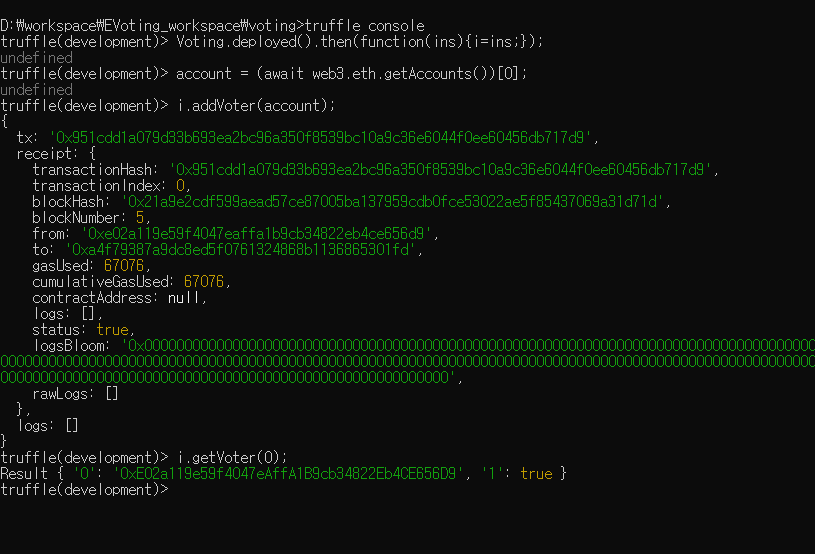 D:₩workspace₩EVoting_workspace₩voting>truffle console
truffle(development)> Voting.deployed().then(function(ins){i=ins;});
undefined
truffle(development)> account = (await web3.eth.getAccounts())[0];
undefined
truffle(development)> i.addVoter(account);
{
  tx: '0x951cdd1a079d33b693ea2bc96a350f8539bc10a9c36e6044f0ee60456db717d9',
  receipt: {
    transactionHash: '0x951cdd1a079d33b693ea2bc96a350f8539bc10a9c36e6044f0ee60456db717d9',
    transactionIndex: 0,
    blockHash: '0x21a9e2cdf599aead57ce87005ba137959cdb0fce53022ae5f85437069a31d71d',
    blockNumber: 5,
    from: '0xe02a119e59f4047eaffa1b9cb34822eb4ce656d9',
    to: '0xa4f79387a9dc8ed5f0761324868b1136865301fd',
    gasUsed: 67076,
    cumulativeGasUsed: 67076,
    contractAddress: null,
    logs: [],
    status: true,
    logsBloom: '0x000000000000000000000000000000000000000000000000000000000000000000000000000000000000
000000000000000000000000000000000000000000000000000000000000000000000000000000000000000000000000000000
00000000000000000000000000000000000000000000000000000000',
    rawLogs: []
  },
  logs: []
}
truffle(development)> i.getVoter(0);
Result { '0': '0xE02a119e59f4047eAffA1B9cb34822Eb4CE656D9', '1': true }
truffle(development)>